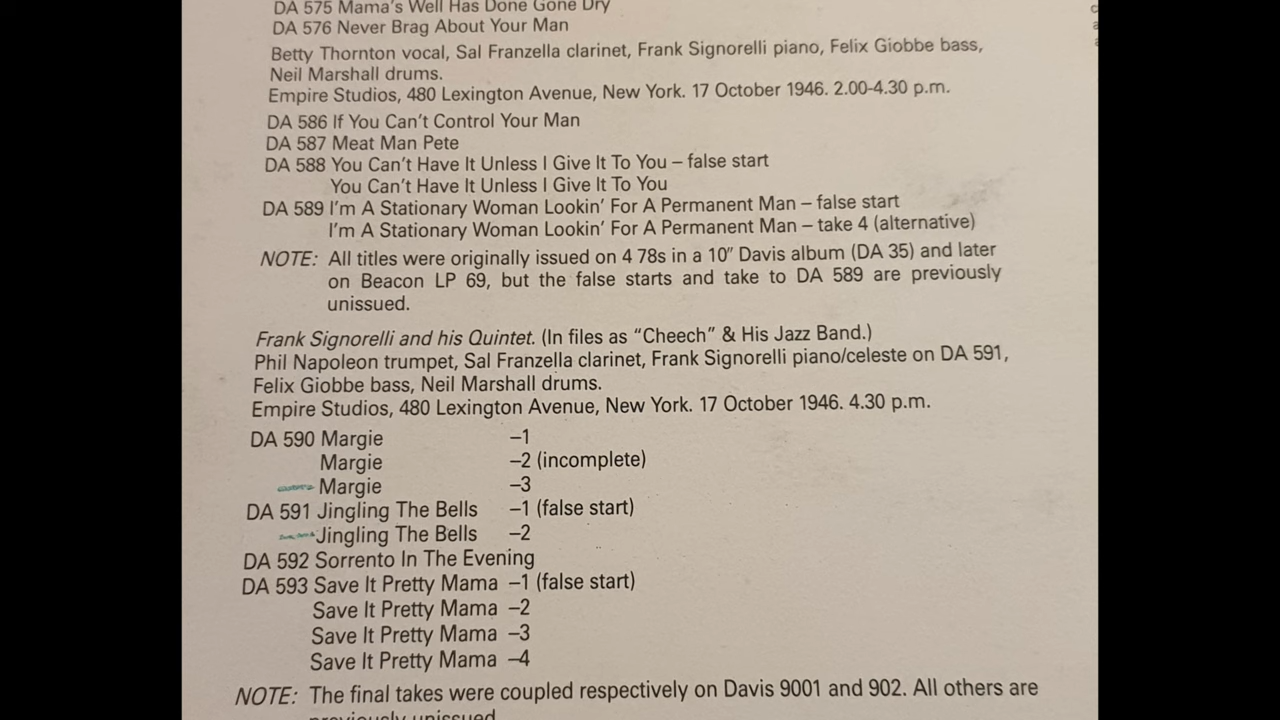 DA 575 Mama's Well Has Done Gone Dry
DA 576 Never Brag About Your Man
Betty Thornton vocal, Sal Franzella clarinet, Frank Signorelli piano, Felix Giobbe bass,
Neil Marshall drums.
Empire Studios, 480 Lexington Avenue, New York. 17 October 1946. 2.00-4.30 p.m.
DA 586 If You Can't Control Your Man
DA 587 Meat Man Pete
DA 588 You Can't Have It Unless I Give It To You – false start
You Can't Have It Unless I Give It To You
DA 589 I'm A Stationary Woman Lookin' For A Permanent Man – false start
I'm A Stationary Woman Lookin' For A Permanent Man – take 4 (alternative)
NOTE: All titles were originally issued on 4 78s in a 10″ Davis album (DA 35) and later
on Beacon LP 69, but the false starts and take to DA 589 are previously
unissued.
Frank Signorelli and his Quintet. (In files as “Cheech” & His Jazz Band.)
Phil Napoleon trumpet, Sal Franzella clarinet, Frank Signorelli piano/celeste on DA 591,
Felix Giobbe bass, Neil Marshall drums.
Empire Studios, 480 Lexington Avenue, New York. 17 October 1946. 4.30 p.m.
DA 590 Margie –1
Margie –2 (incomplete)
Margie –3
DA 591 Jingling The Bells –1 (false start)
Jingling The Bells –2
DA 592 Sorrento In The Evening
DA 593 Save It Pretty Mama –1 (false start)
Save It Pretty Mama –2
Save It Pretty Mama –3
Save It Pretty Mama –4
NOTE: The final takes were coupled respectively on Davis 9001 and 902. All others are
previously unissued.